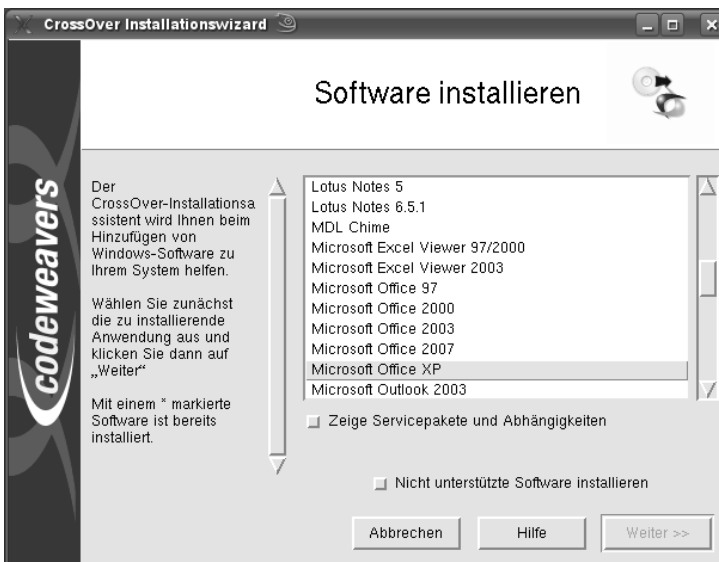 CrossOver Installationswizard
Software installieren
codeweavers
Der
CrossOver-Installationsa
ssistent wird Ihnen beim
Hinzufügen von
Windows-Software zu
Ihrem System helfen.
Wählen Sie zunächst
die zu installierende
Anwendung aus und
klicken Sie dann auf
„Weiter“
Mit einem * markierte
Software ist bereits
installiert.
Lotus Notes 5
Lotus Notes 6.5.1
MDL Chime
Microsoft Excel Viewer 97/2000
Microsoft Excel Viewer 2003
Microsoft Office 97
Microsoft Office 2000
Microsoft Office 2003
Microsoft Office 2007
Microsoft Office XP
Microsoft Outlook 2003
Zeige Servicepakete und Abhängigkeiten
Nicht unterstützte Software installieren
Abbrechen
Hilfe
Weiter >>